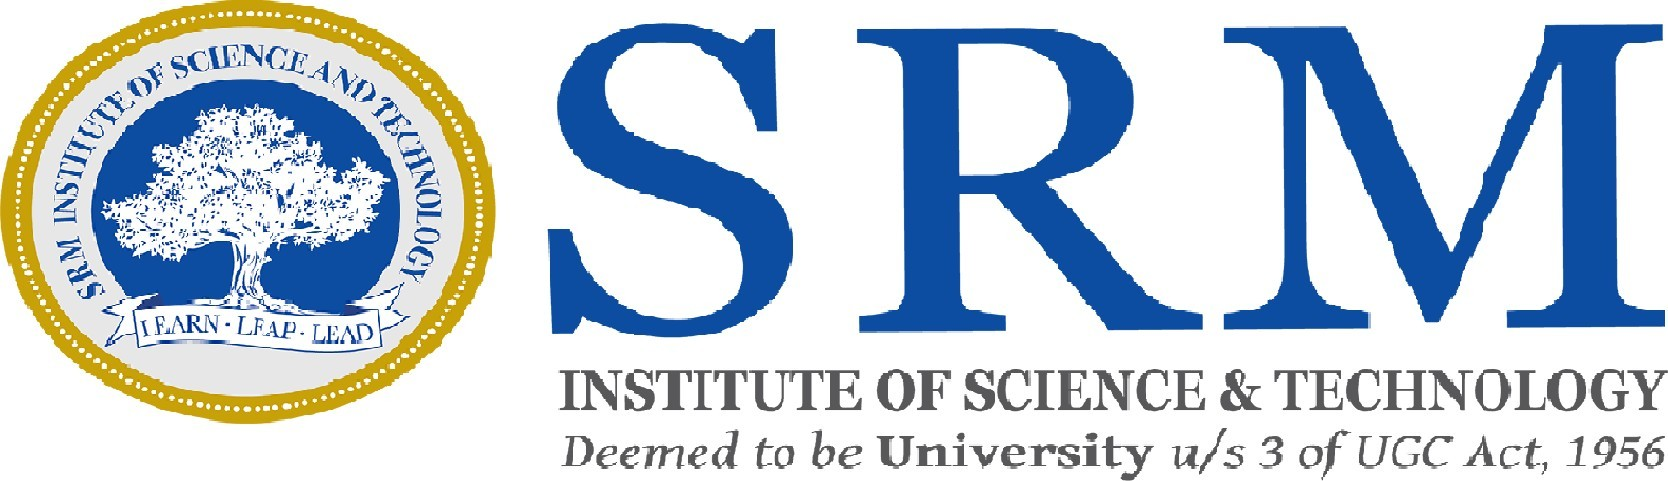 SRM INSTITUTE OF SCIENCE AND TECHNOLOGY
LEARN · LEAP · LEAD
SRM
INSTITUTE OF SCIENCE & TECHNOLOGY
Deemed to be University u/s 3 of UGC Act, 1956